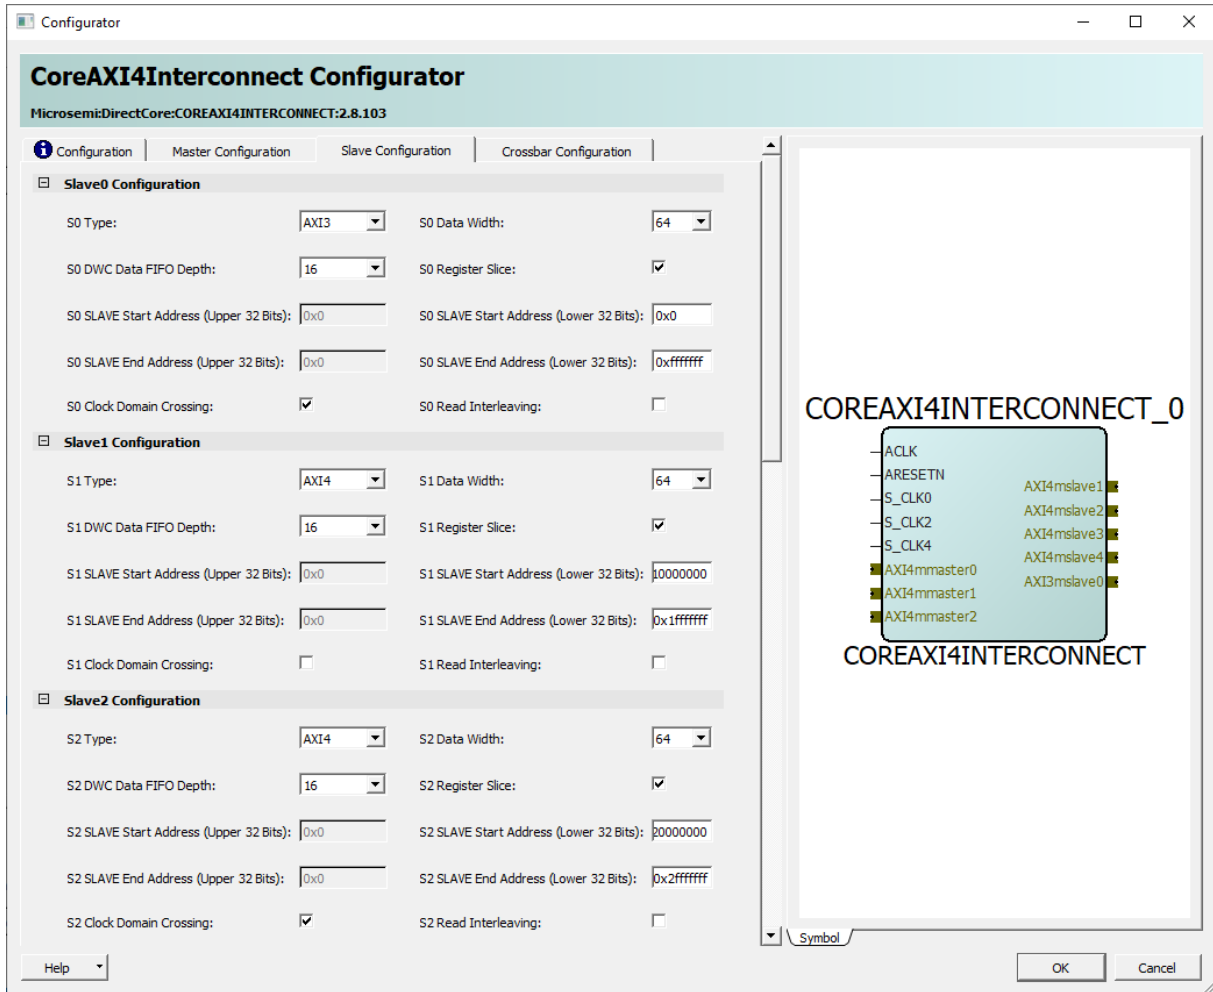 Configurator
CoreAXI4Interconnect Configurator
Microsemi:DirectCore:COREAXI4INTERCONNECT:2.8.103
Configuration Master Configuration Slave Configuration Crossbar Configuration
Slave0 Configuration
S0 Type: AXI3 S0 Data Width: 64
S0 DWC Data FIFO Depth: 16 S0 Register Slice:
S0 SLAVE Start Address (Upper 32 Bits): 0x0 S0 SLAVE Start Address (Lower 32 Bits): 0x0
S0 SLAVE End Address (Upper 32 Bits): 0x0 S0 SLAVE End Address (Lower 32 Bits): 0xfffffff
S0 Clock Domain Crossing: S0 Read Interleaving:
Slave1 Configuration
S1 Type: AXI4 S1 Data Width: 64
S1 DWC Data FIFO Depth: 16 S1 Register Slice:
S1 SLAVE Start Address (Upper 32 Bits): 0x0 S1 SLAVE Start Address (Lower 32 Bits): 10000000
S1 SLAVE End Address (Upper 32 Bits): 0x0 S1 SLAVE End Address (Lower 32 Bits): 0x1fffffff
S1 Clock Domain Crossing: S1 Read Interleaving:
Slave2 Configuration
S2 Type: AXI4 S2 Data Width: 64
S2 DWC Data FIFO Depth: 16 S2 Register Slice:
S2 SLAVE Start Address (Upper 32 Bits): 0x0 S2 SLAVE Start Address (Lower 32 Bits): 20000000
S2 SLAVE End Address (Upper 32 Bits): 0x0 S2 SLAVE End Address (Lower 32 Bits): 0x2fffffff
S2 Clock Domain Crossing: S2 Read Interleaving:
COREAXI4INTERCONNECT_0
ACLK
ARESETN
S_CLK0
S_CLK2
S_CLK4
AXI4mmaster0
AXI4mmaster1
AXI4mmaster2
AXI4mslave1
AXI4mslave2
AXI4mslave3
AXI4mslave4
AXI3mslave0
COREAXI4INTERCONNECT
Symbol
Help OK Cancel